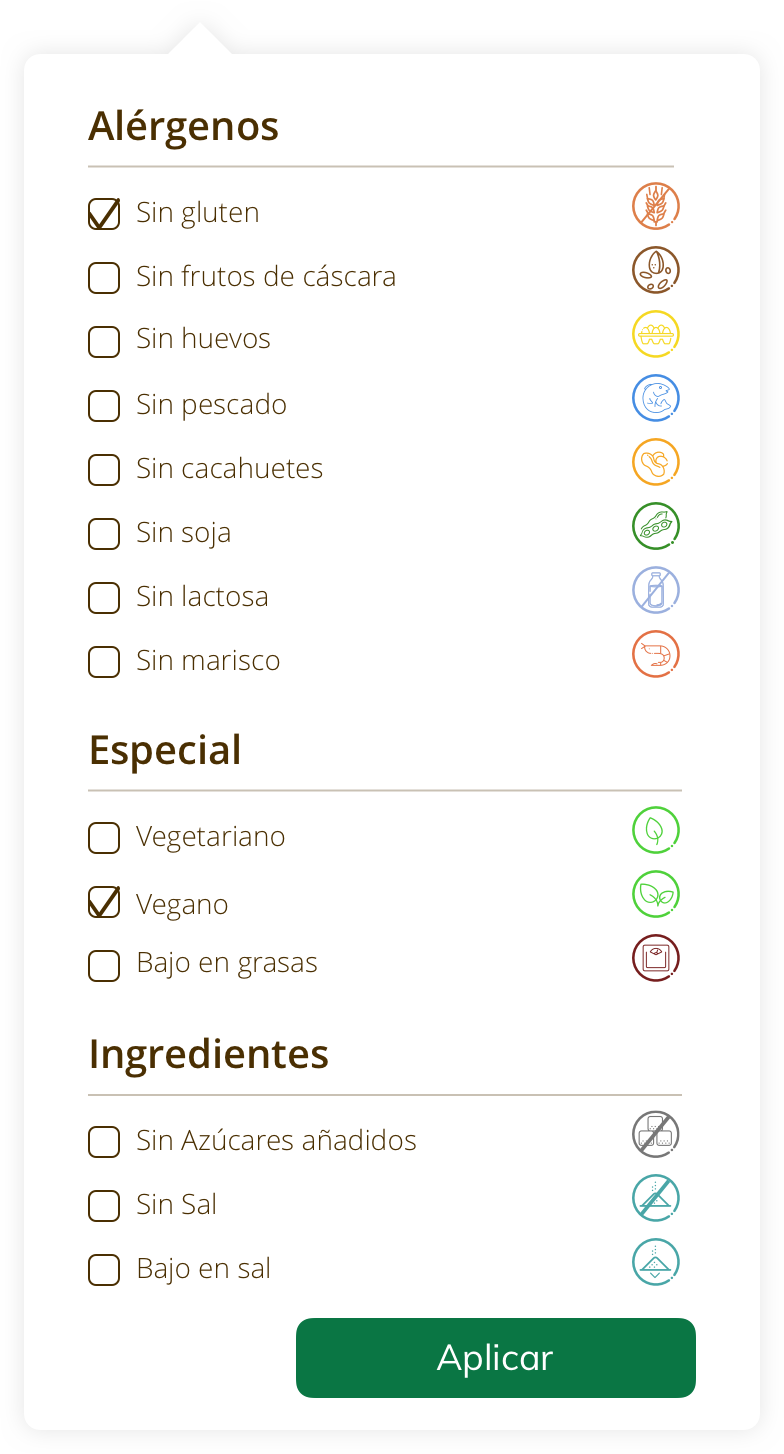 Alérgenos
Sin gluten
Sin frutos de cáscara
Sin huevos
Sin pescado
Sin cacahuetes
Sin soja
Sin lactosa
Sin marisco
Especial
Vegetariano
Vegano
Bajo en grasas
Ingredientes
Sin Azúcares añadidos
Sin Sal
Bajo en sal
Aplicar